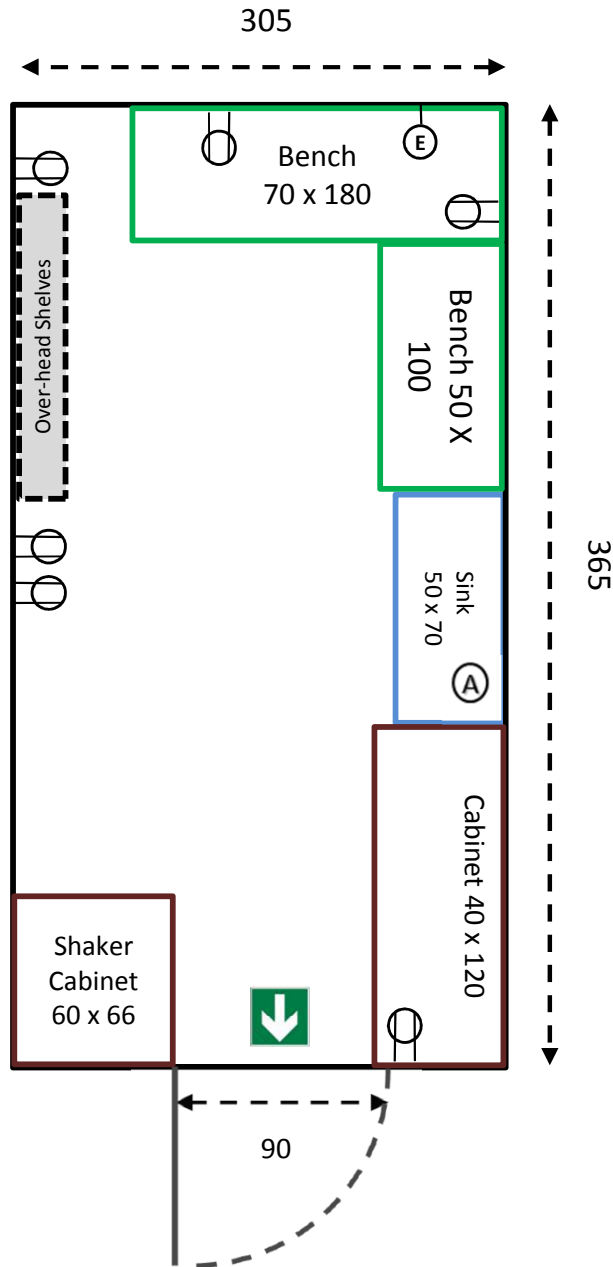 305
Bench
70 x 180
E
Over-head Shelves
Bench 50 X
100
365
Sink
50 x 70
A
Cabinet 40 x 120
Shaker
Cabinet
60 x 66
90